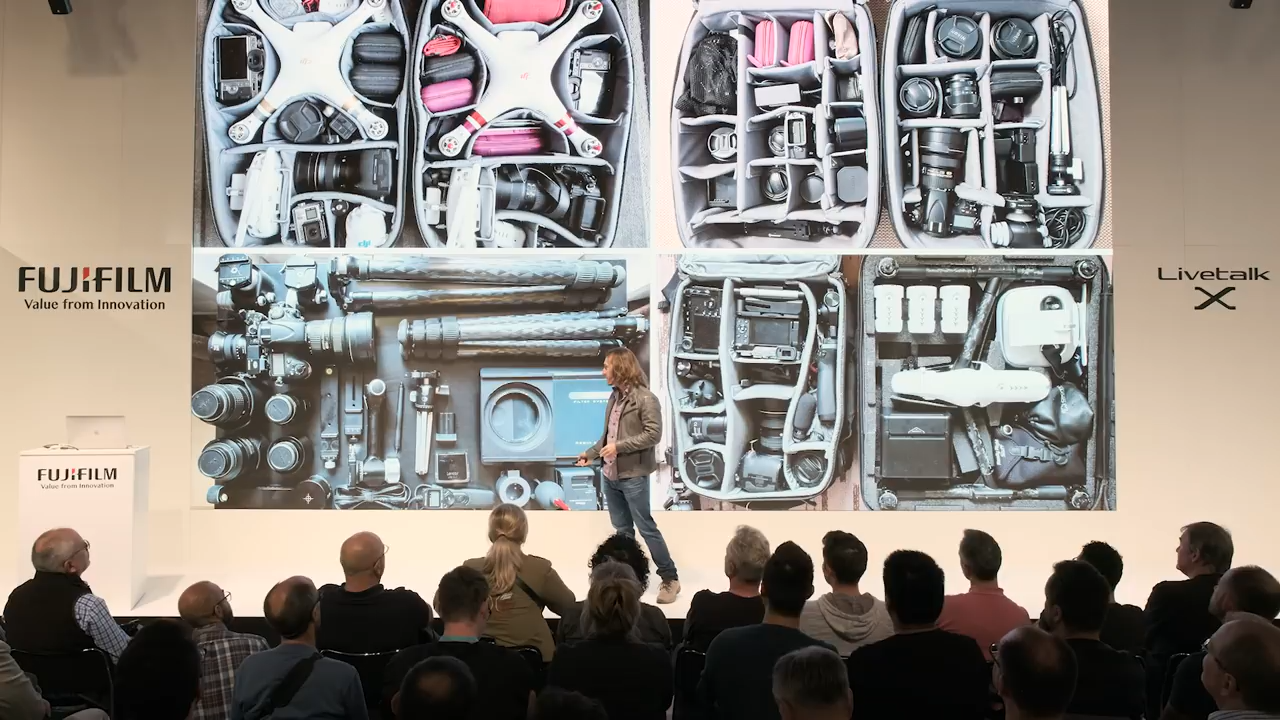 FUJIFILM
Value from Innovation
Livetalk
X
FUJIFILM
Value from Innovation